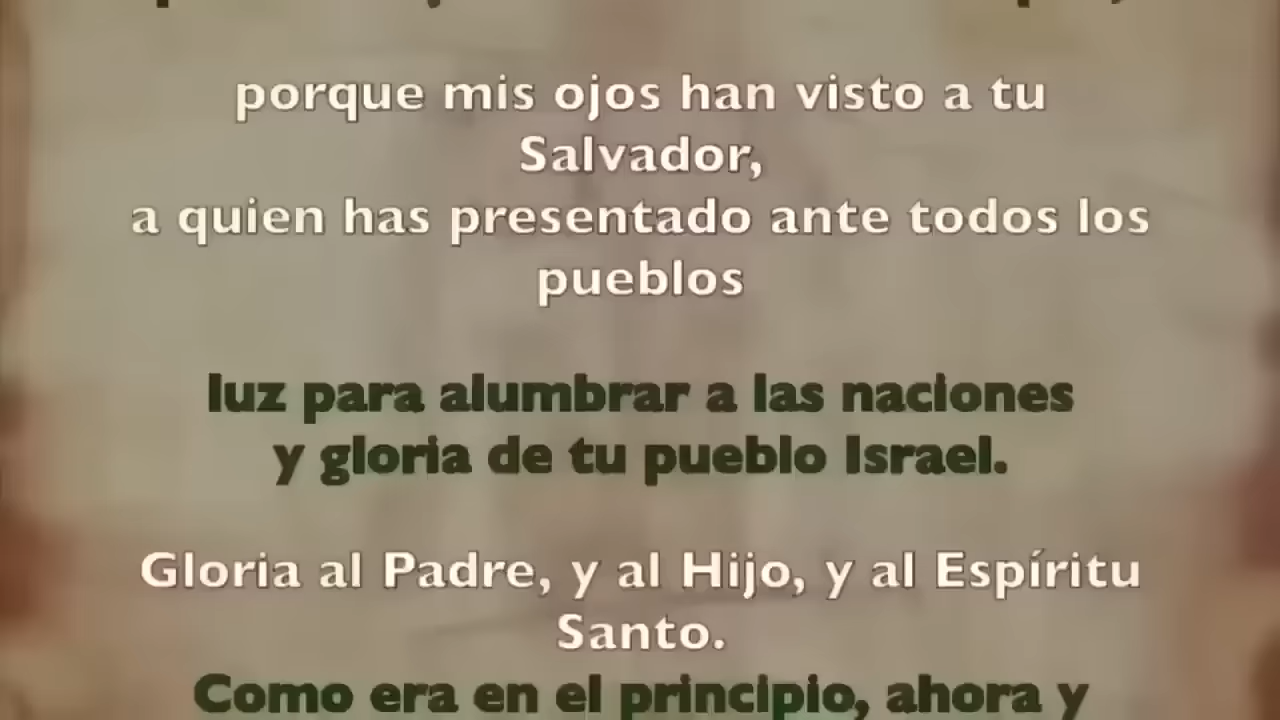 porque mis ojos han visto a tu
Salvador,
a quien has presentado ante todos los
pueblos
luz para alumbrar a las naciones
y gloria de tu pueblo Israel.
Gloria al Padre, y al Hijo, y al Espíritu
Santo.
Como era en el principio, ahora y